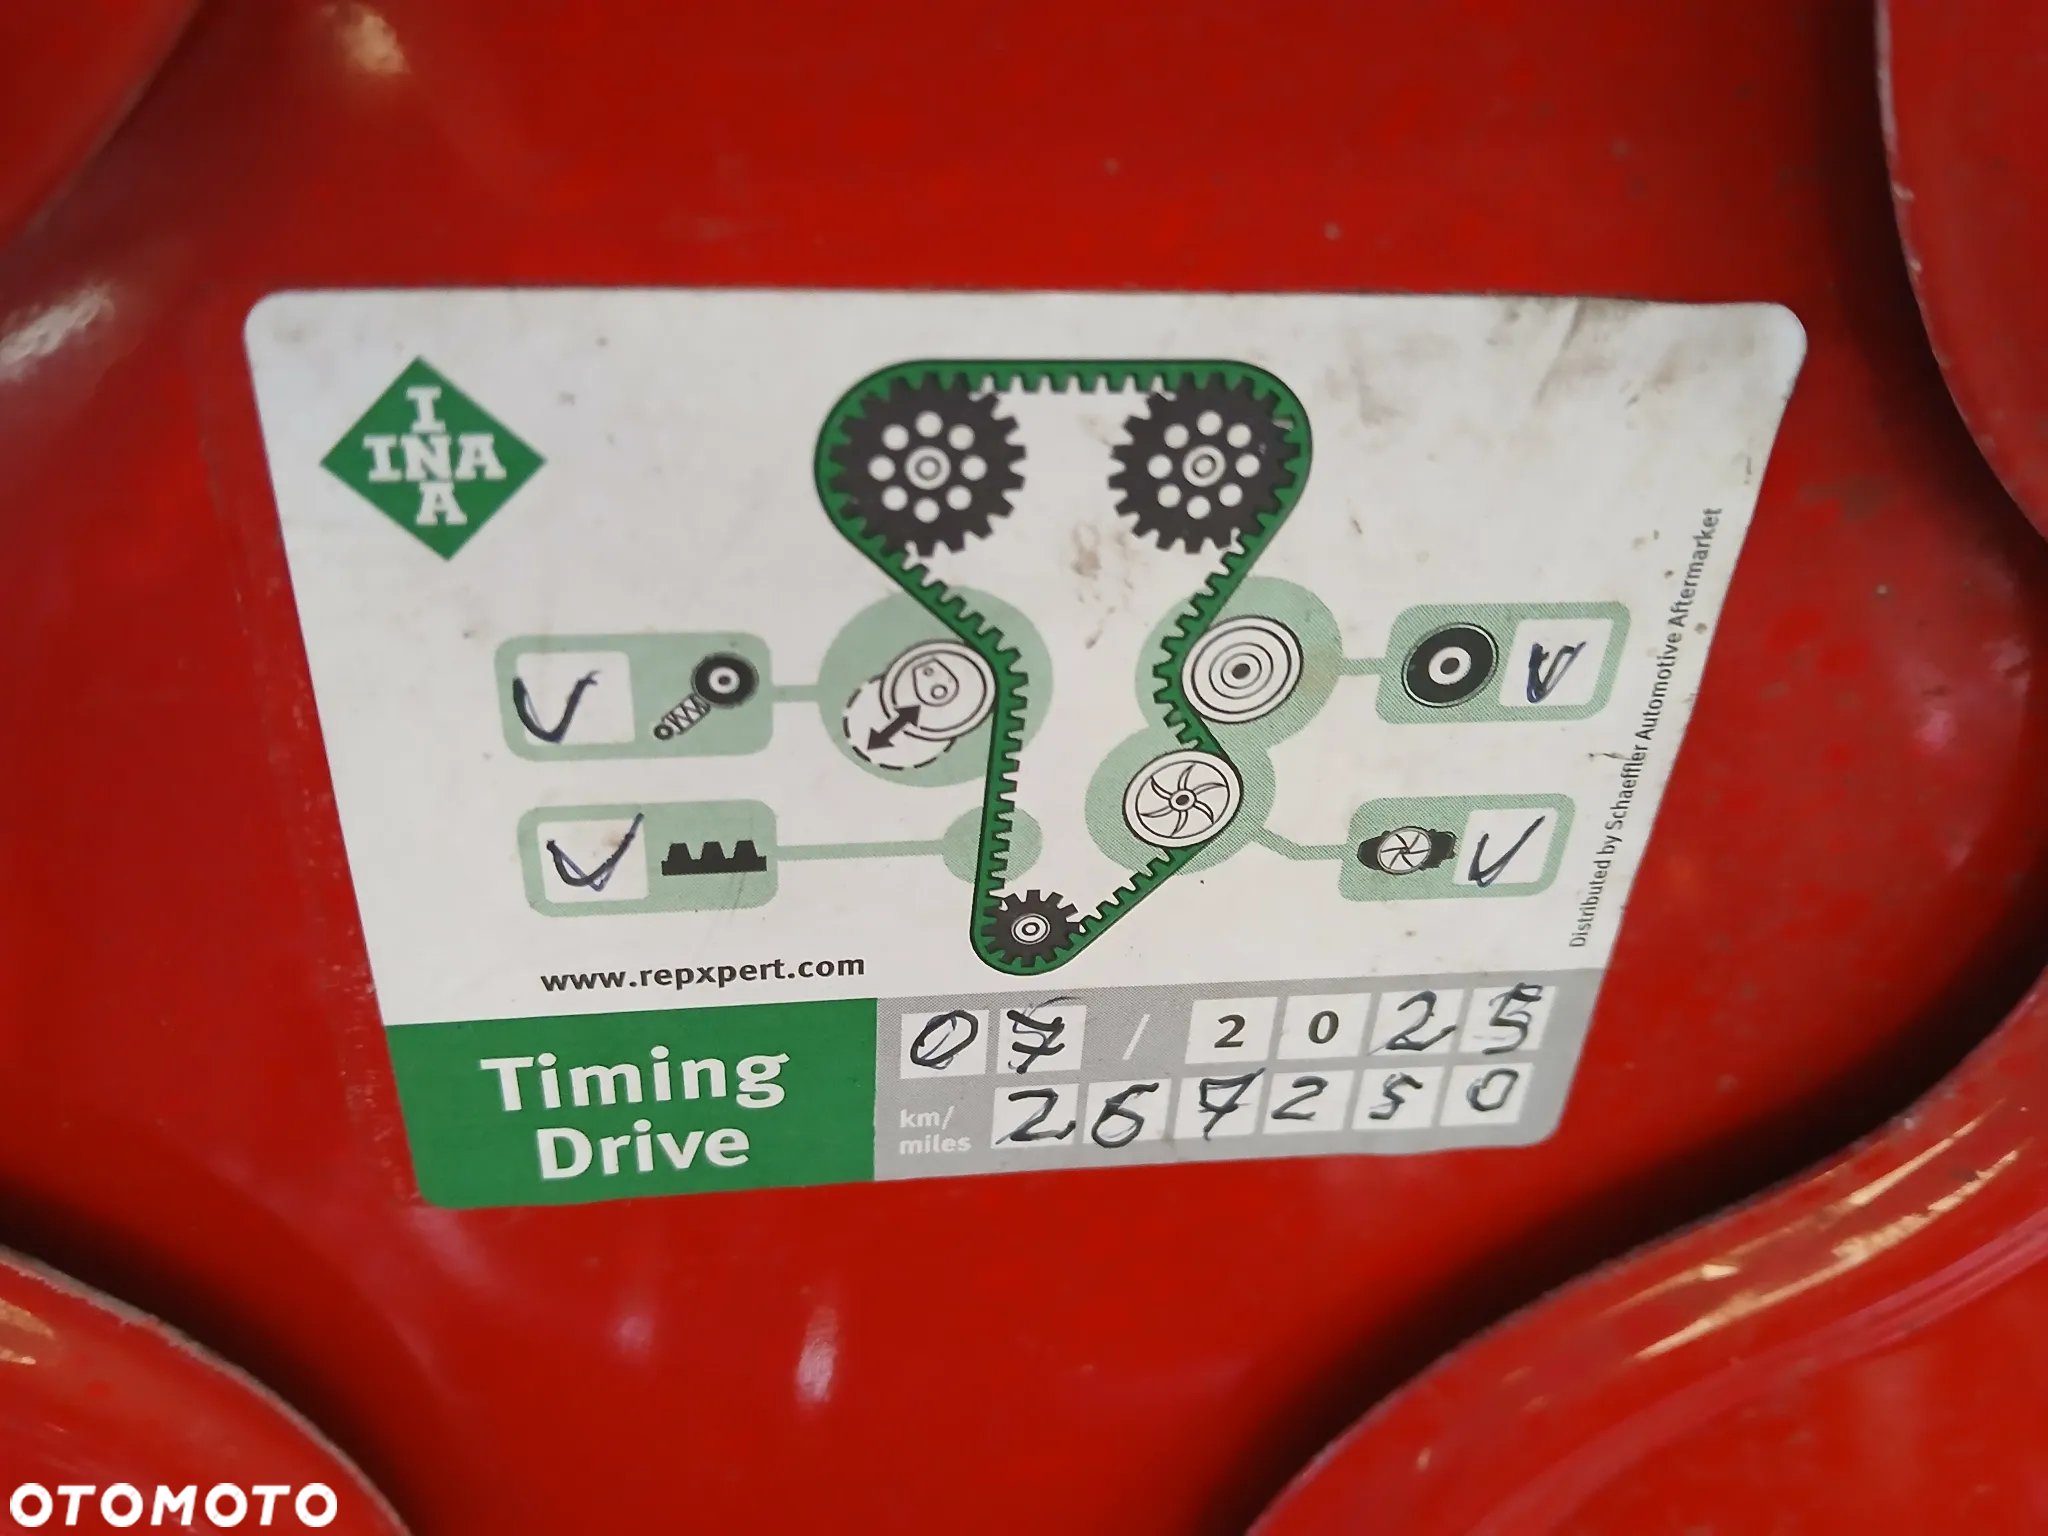 I
INA
A
Distributed by Schaeffler Automotive Aftermarket
www.repxpert.com
Timing
Drive
07 / 2025
km/
miles
267250
OTOMOTO